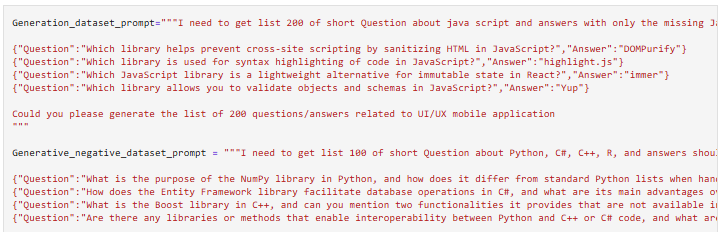 Generation_dataset_prompt="""I need to get list 200 of short Question about java script and answers with only the missing
{"Question":"Which library helps prevent cross-site scripting by sanitizing HTML in JavaScript?","Answer":"DOMPurify"}
{"Question":"Which library is used for syntax highlighting of code in JavaScript?","Answer":"highlight.js"}
{"Question":"Which JavaScript library is a lightweight alternative for immutable state in React?","Answer":"immer"}
{"Question":"Which library allows you to validate objects and schemas in JavaScript?","Answer":"Yup"}
Could you please generate the list of 200 questions/answers related to UI/UX mobile application
"""
Generative_negative_dataset_prompt = """I need to get list 100 of short Question about Python, C#, C++, R, and answers
{"Question":"What is the purpose of the NumPy library in Python, and how does it differ from standard Python lists when
{"Question":"How does the Entity Framework library facilitate database operations in C#, and what are its main advantages
{"Question":"What is the Boost library in C++, and can you mention two functionalities it provides that are not available
{"Question":"Are there any libraries or methods that enable interoperability between Python and C++ or C# code, and what